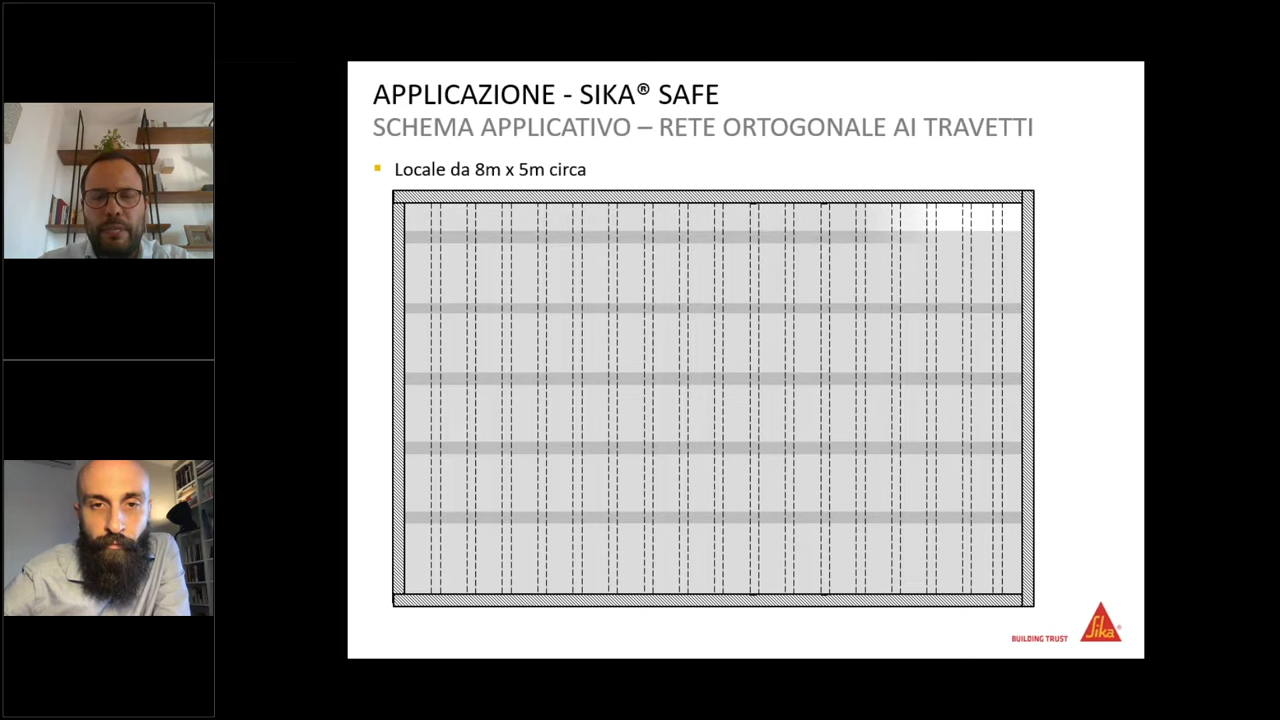 APPLICAZIONE - SIKA® SAFE
SCHEMA APPLICATIVO – RETE ORTOGONALE AI TRAVETTI
Locale da 8m x 5m circa
BUILDING TRUST
Sika®